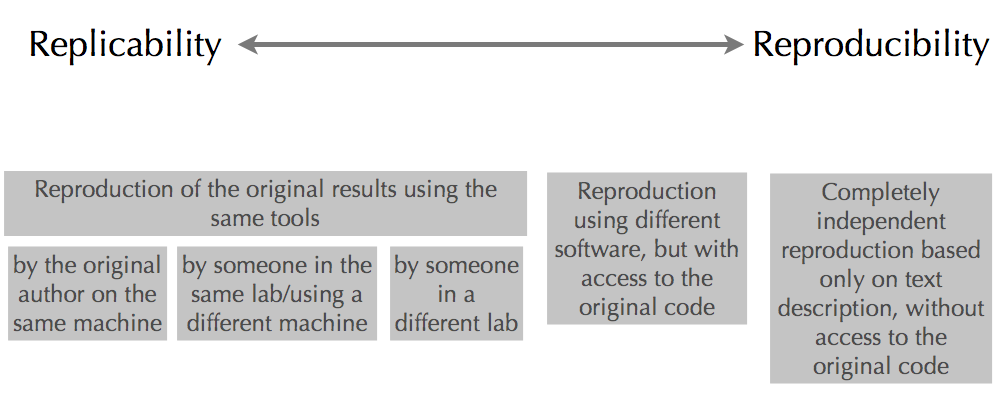 Replicability
Reproducibility
Reproduction of the original results using the
same tools
by the original
author on the
same machine
by someone in the
same lab/using a
different machine
by someone
in a
different lab
Reproduction
using different
software, but with
access to the
original code
Completely
independent
reproduction based
only on text
description, without
access to the
original code